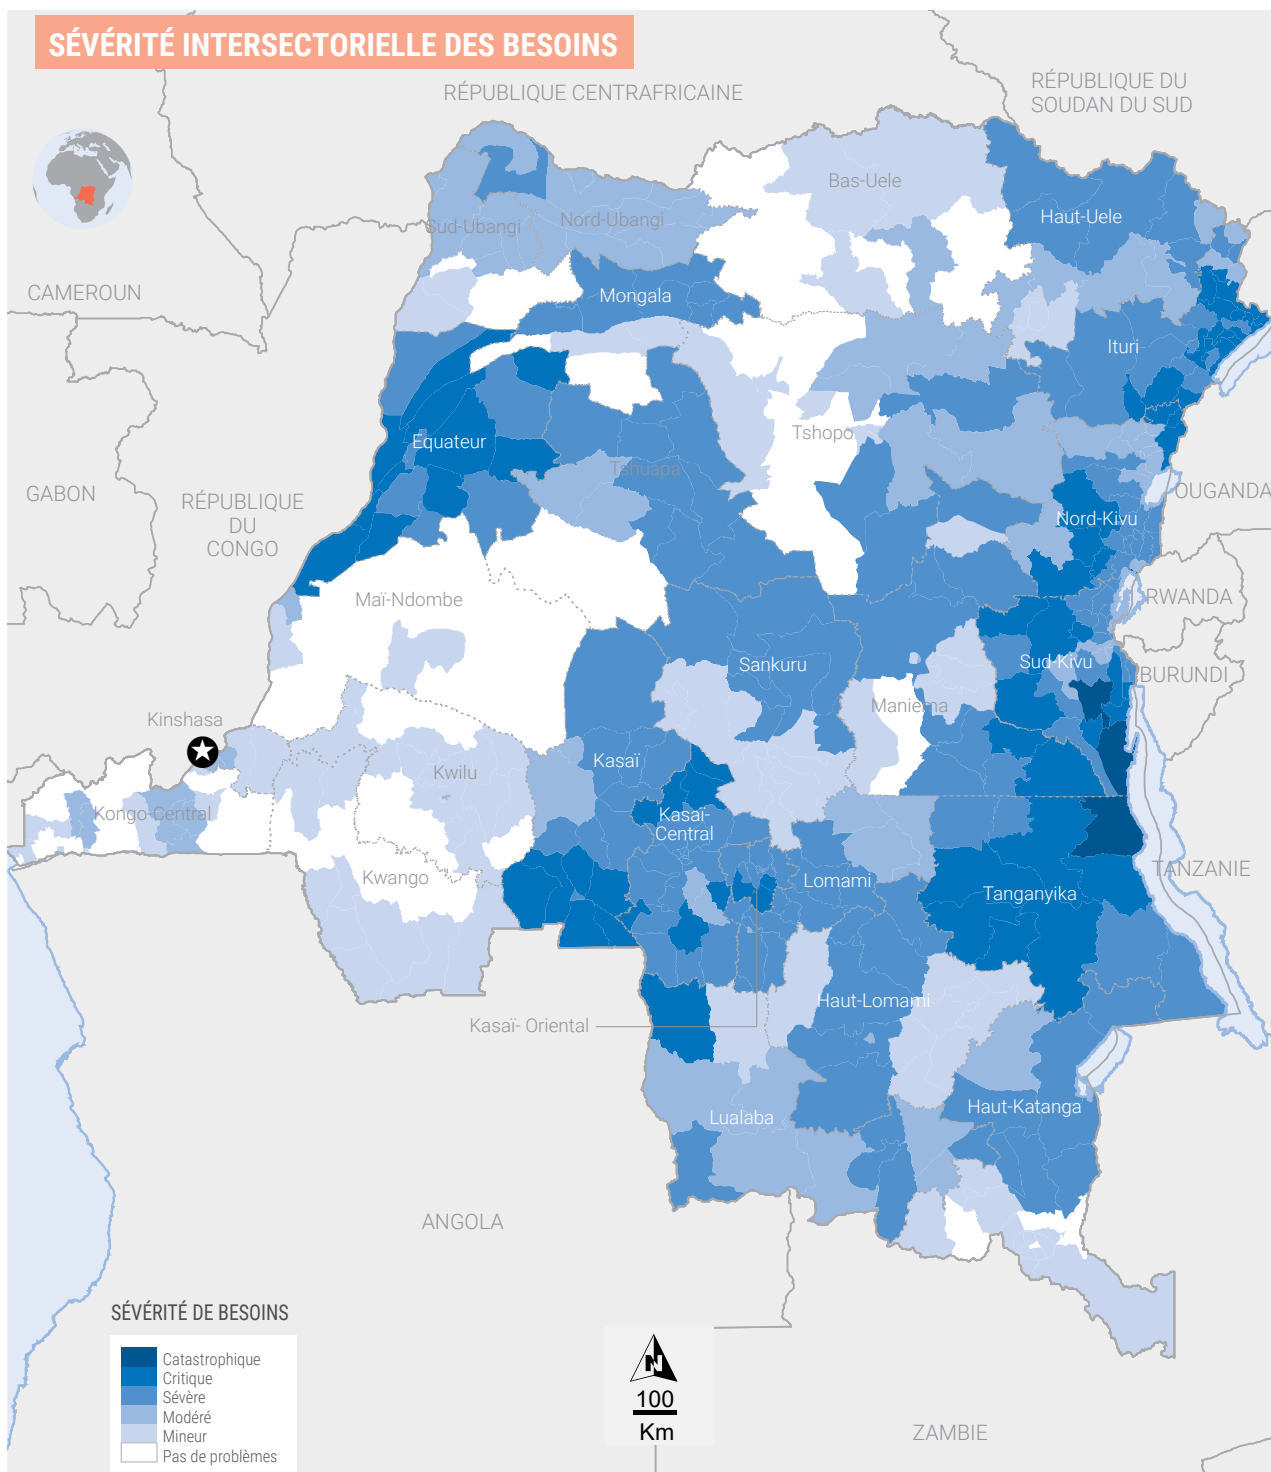 SÉVÉRITÉ INTERSECTORIELLE DES BESOINS
RÉPUBLIQUE DU
SOUDAN DU SUD
RÉPUBLIQUE CENTRAFRICAINE
Bas-Uele
Haut-Uele
Nord-Ubangi
Sud-Ubangi
CAMEROUN
Mongala
Ituri
Equateur
Tshopo
Tshuapa
GABON
RÉPUBLIQUE
DU
CONGO
OUGANDA
Nord-Kivu
Maï-Ndombe
RWANDA
Sankuru
Sud-Kivu
BURUNDI
Maniema
Kinshasa
Kasaï
Kwilu
Kongo-Central
Kasaï-
Central
TANZANIE
Kwango
Lomami
Tanganyika
Haut-Lomami
Kasaï- Oriental
Haut-Katanga
Lualaba
ANGOLA
SÉVÉRITÉ DE BESOINS
Catastrophique
Critique
Sévère
Modéré
Mineur
Pas de problèmes
N
100
Km
ZAMBIE